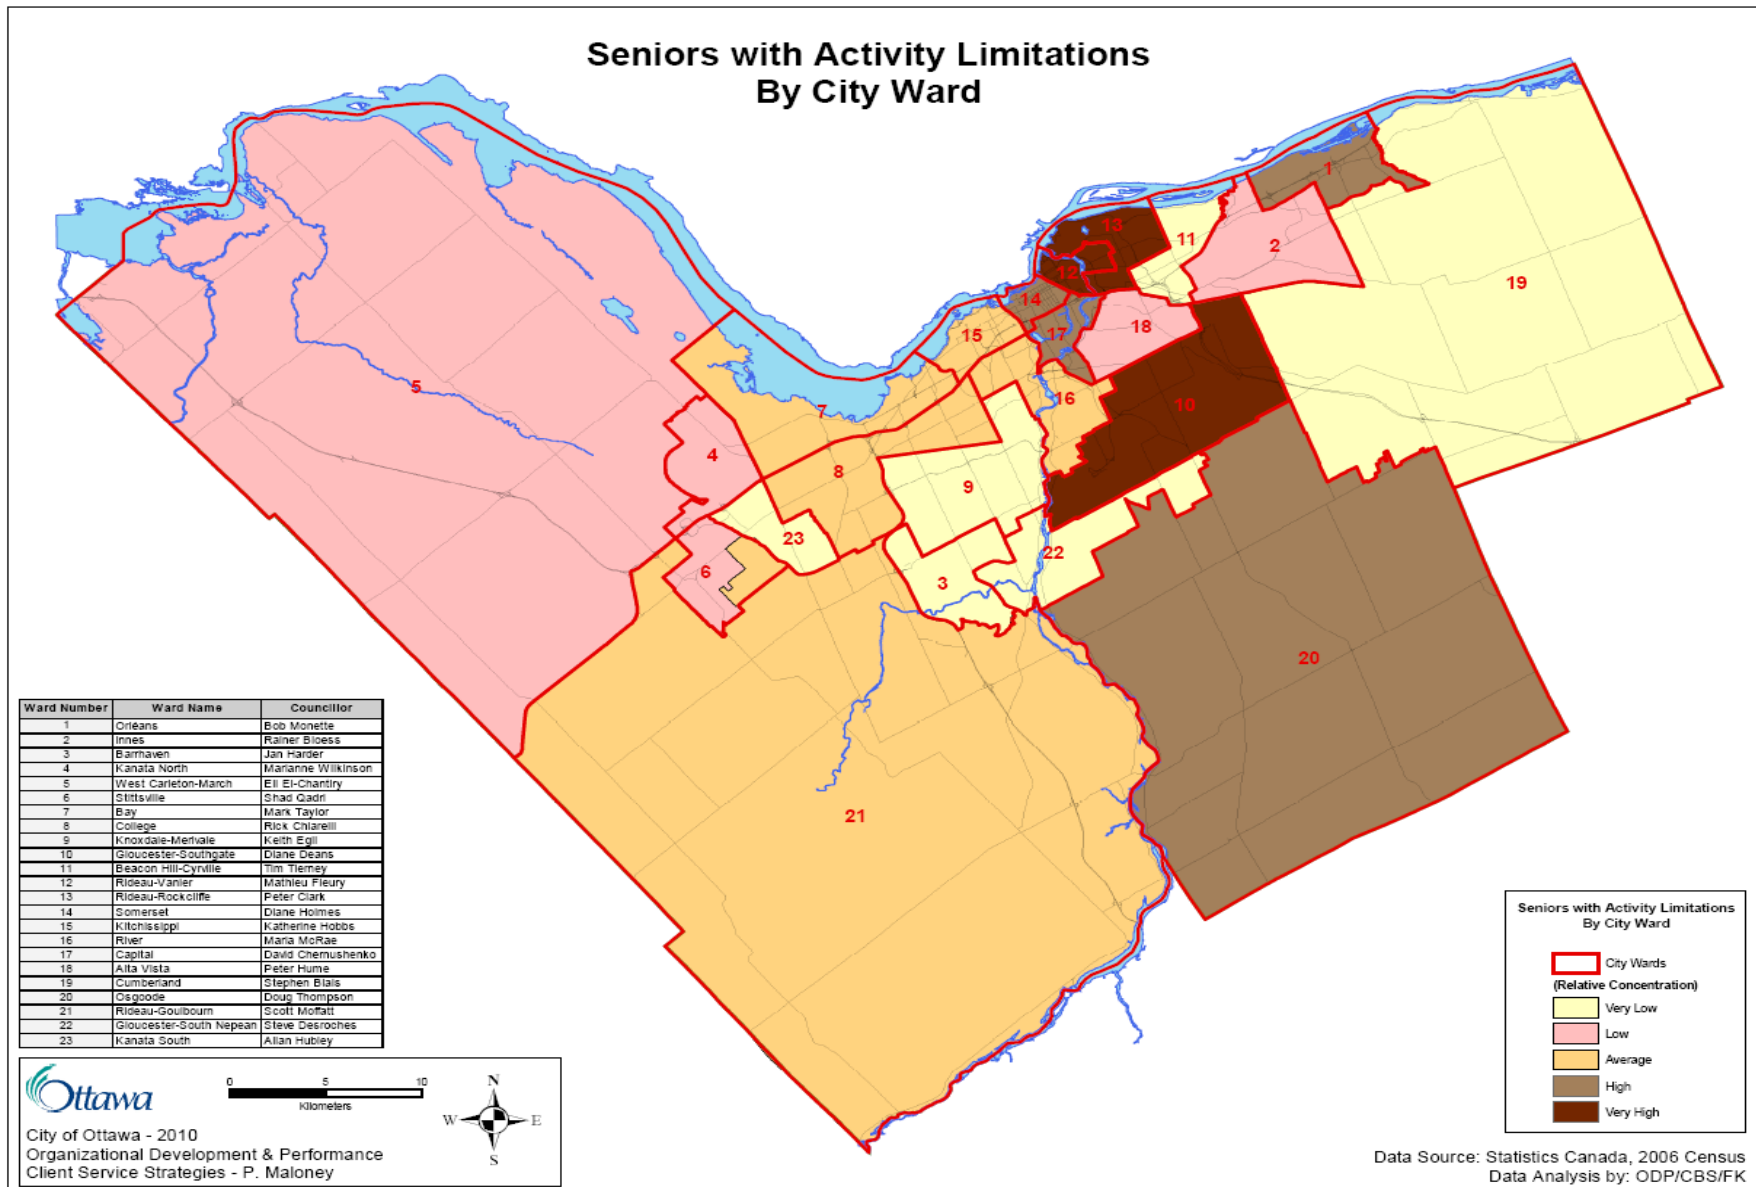 Seniors with Activity Limitations
By City Ward
1
13
11
2
19
12
14
15
17
18
5
7
16
10
4
8
9
23
22
6
3
20
21
Ward Number Ward Name Councillor
1 Orléans Bob Monette
2 Innes Rainer Bloess
3 Barrhaven Jan Harder
4 Kanata North Marianne Wilkinson
5 West Carleton-March Eli El-Chantiry
6 Stittsville Shad Qadri
7 Bay Mark Taylor
8 College Rick Chiarelli
9 Knoxdale-Merivale Keith Egli
10 Gloucester-Southgate Diane Deans
11 Beacon Hill-Cyrville Tim Tierney
12 Rideau-Vanier Mathieu Fleury
13 Rideau-Rockcliffe Peter Clark
14 Somerset Diane Holmes
15 Kitchissippi Katherine Hobbs
16 River Maria McRae
17 Capital David Chernushenko
18 Alta Vista Peter Hume
19 Cumberland Stephen Blais
20 Osgoode Doug Thompson
21 Rideau-Goulbourn Scott Moffatt
22 Gloucester-South Nepean Steve Desroches
23 Kanata South Allan Hubley
Ottawa
0 5 10
Kilometers
N
W E
S
City of Ottawa - 2010
Organizational Development & Performance
Client Service Strategies - P. Maloney
Seniors with Activity Limitations
By City Ward
City Wards
(Relative Concentration)
Very Low
Low
Average
High
Very High
Data Source: Statistics Canada, 2006 Census
Data Analysis by: ODP/CBS/FK